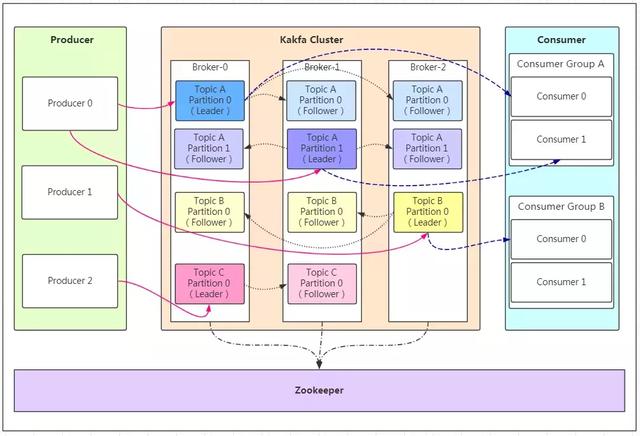 Producer
Kakfa Cluster
Consumer
Broker-0
Broker-1
Broker-2
Consumer Group A
Producer 0
Topic A
Partition 0
( Leader )
Topic A
Partition 0
( Follower )
Topic A
Partition 0
( Follower )
Consumer 0
Topic A
Partition 1
( Follower )
Topic A
Partition 1
( Leader )
Topic A
Partition 1
( Follower )
Consumer 1
Producer 1
Topic B
Partition 0
( Follower )
Topic B
Partition 0
( Follower )
Topic B
Partition 0
( Leader )
Consumer Group B
Consumer 0
Producer 2
Topic C
Partition 0
( Leader )
Topic C
Partition 0
( Follower )
Consumer 1
Zookeeper